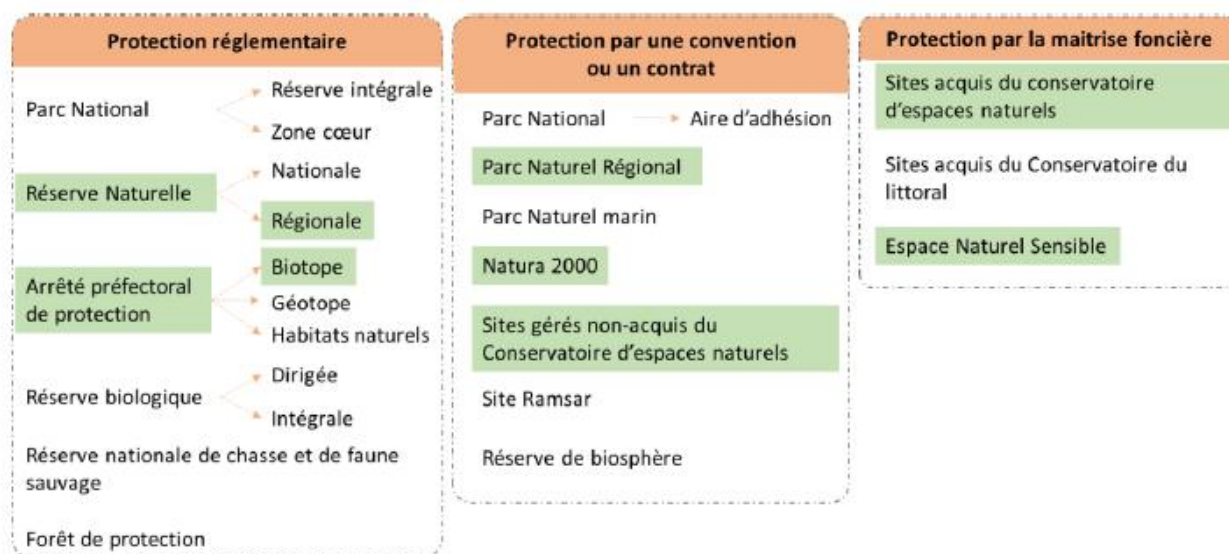 Protection réglementaire
Parc National
Réserve intégrale
Zone cœur
Réserve Naturelle
Nationale
Régionale
Arrêté préfectoral
de protection
Biotope
Géotope
Habitats naturels
Réserve biologique
Dirigée
Intégrale
Réserve nationale de chasse et de faune
sauvage
Forêt de protection
Protection par une convention
ou un contrat
Parc National
Aire d'adhésion
Parc Naturel Régional
Parc Naturel marin
Natura 2000
Sites gérés non-acquis du
Conservatoire d'espaces naturels
Site Ramsar
Réserve de biosphère
Protection par la maitrise foncière
Sites acquis du conservatoire
d'espaces naturels
Sites acquis du Conservatoire du
littoral
Espace Naturel Sensible